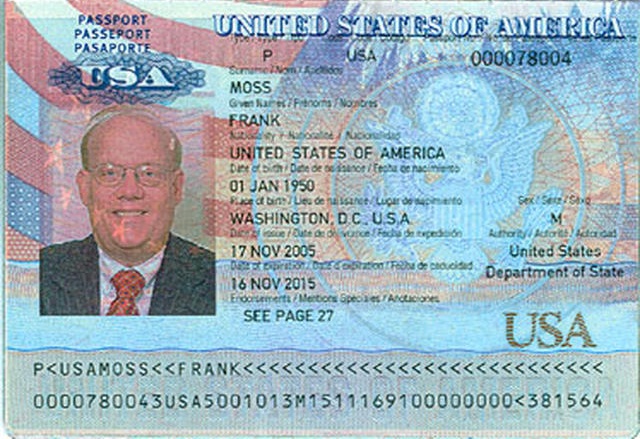 PASSPORT
PASSEPORT
PASAPORTE
USA
UNITED STATES OF AMERICA
P USA 000078004
Surname / Nom / Apellidos
MOSS
Given Names / Prénoms / Nombres
FRANK
Nationality / Nationalité / Nacionalidad
UNITED STATES OF AMERICA
Date of birth / Date de naissance / Fecha de nacimiento
01 JAN 1950
Place of birth / Lieu de naissance / Lugar de nacimiento Sex / Sexe / Sexo
WASHINGTON, D.C., U.S.A. M
Date of issue / Date de délivrance / Fecha de expedición Authority / Autorité / Autoridad
17 NOV 2005 United States
Date of expiration / Date d'expiration / Fecha de caducidad Department of State
16 NOV 2015
Endorsements / Mentions Spéciales / Anotaciones
SEE PAGE 27
USA
P<USAMOSS<<FRANK<<<<<<<<<<<<<<<<<<<<<<<<<<<<
0000780043USA5001013M1511169100000000<381564